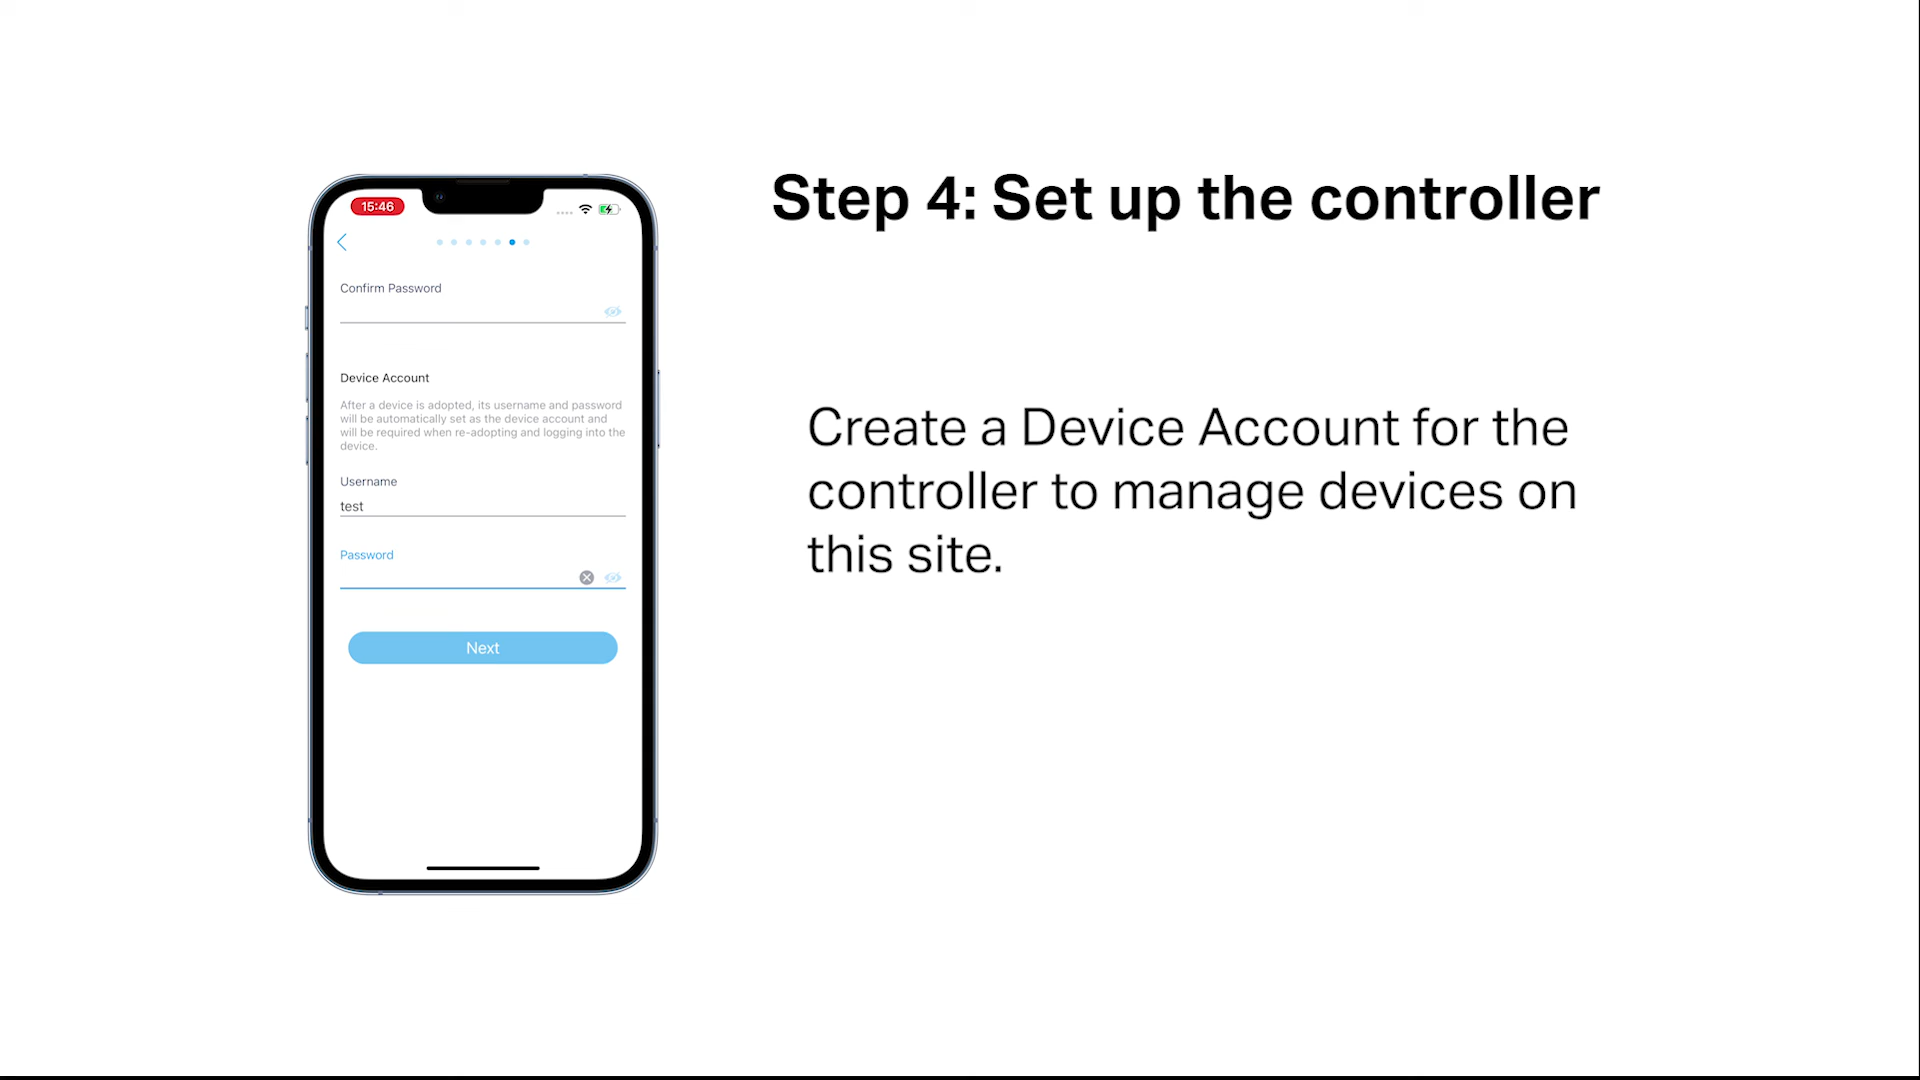 Step 4: Set up the controller
15:46
Confirm Password
Device Account
After a device is adopted, its username and password
will be automatically set as the device account and
will be required when re-adopting and logging into the
device.
Username
test
Password
Next
Create a Device Account for the
controller to manage devices on
this site.